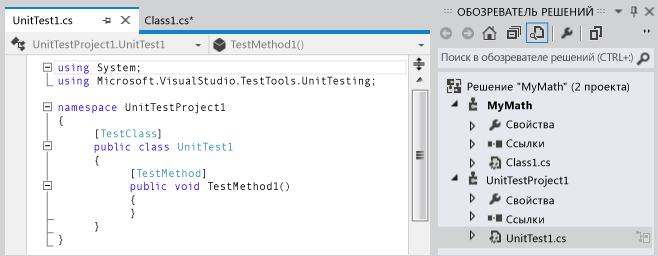 UnitTest1.cs
Class1.cs*
UnitTestProject1.UnitTest1
TestMethod1()
using System;
using Microsoft.VisualStudio.TestTools.UnitTesting;
namespace UnitTestProject1
{
[TestClass]
public class UnitTest1
{
[TestMethod]
public void TestMethod1()
{
}
}
}
ОБОЗРЕВАТЕЛЬ РЕШЕНИЙ
Поиск в обозревателе решений (CTRL+;)
Решение "MyMath" (2 проекта)
MyMath
Свойства
Ссылки
Class1.cs
UnitTestProject1
Свойства
Ссылки
UnitTest1.cs